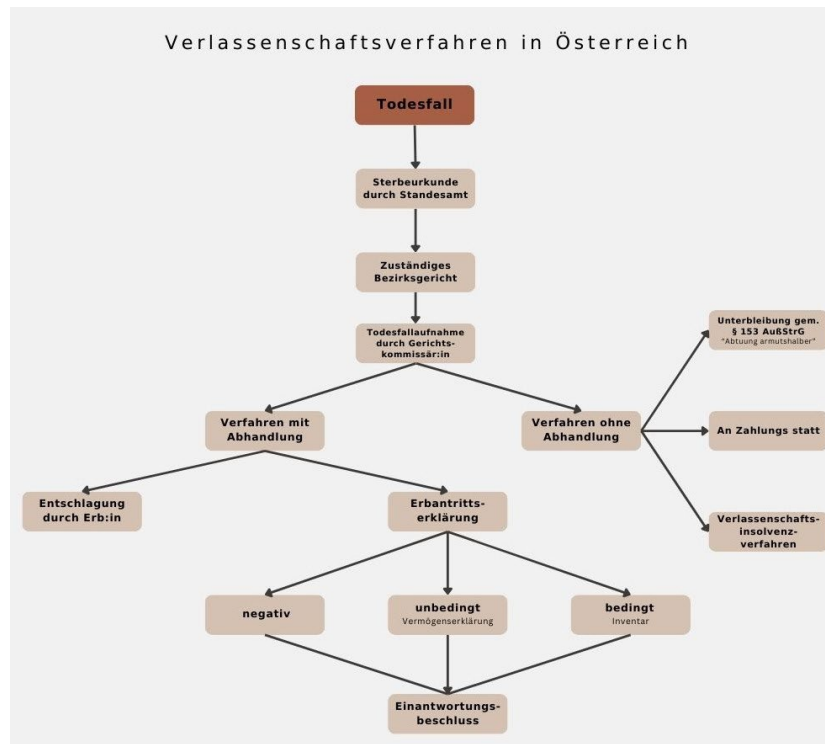 Verlassenschaftsverfahren in Österreich
Todesfall
Sterbeurkunde
durch Standesamt
Zuständiges
Bezirksgericht
Todesfallaufnahme
durch Gerichts-
kommissär:in
Unterbleibung gem.
§ 153 AußStrG
"Abtuung armutshalber"
Verfahren mit
Abhandlung
Verfahren ohne
Abhandlung
An Zahlungs statt
Entschlagung
durch Erb:in
Erbantritts-
erklärung
Verlassenschafts-
insolvenz-
verfahren
negativ
unbedingt
Vermögenserklärung
bedingt
Inventar
Einantwortungs-
beschluss